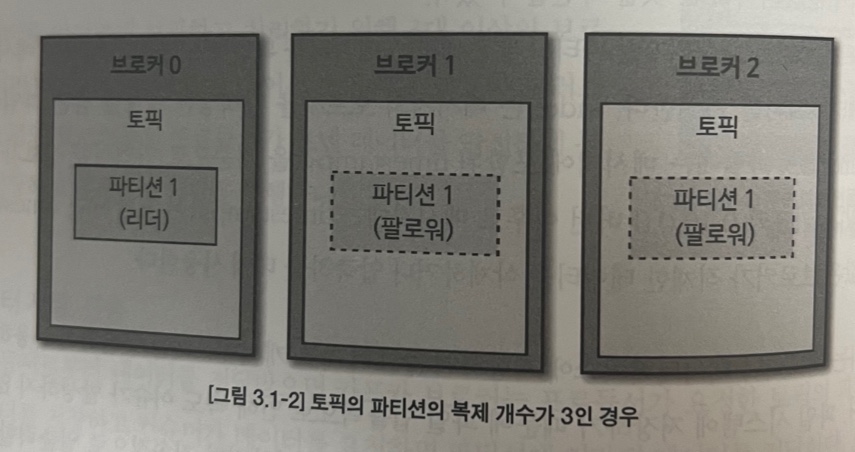 브로커 0
토픽
파티션 1
(리더)
브로커 1
토픽
파티션 1
(팔로워)
브로커 2
토픽
파티션 1
(팔로워)
[그림 3.1-2] 토픽의 파티션의 복제 개수가 3인 경우